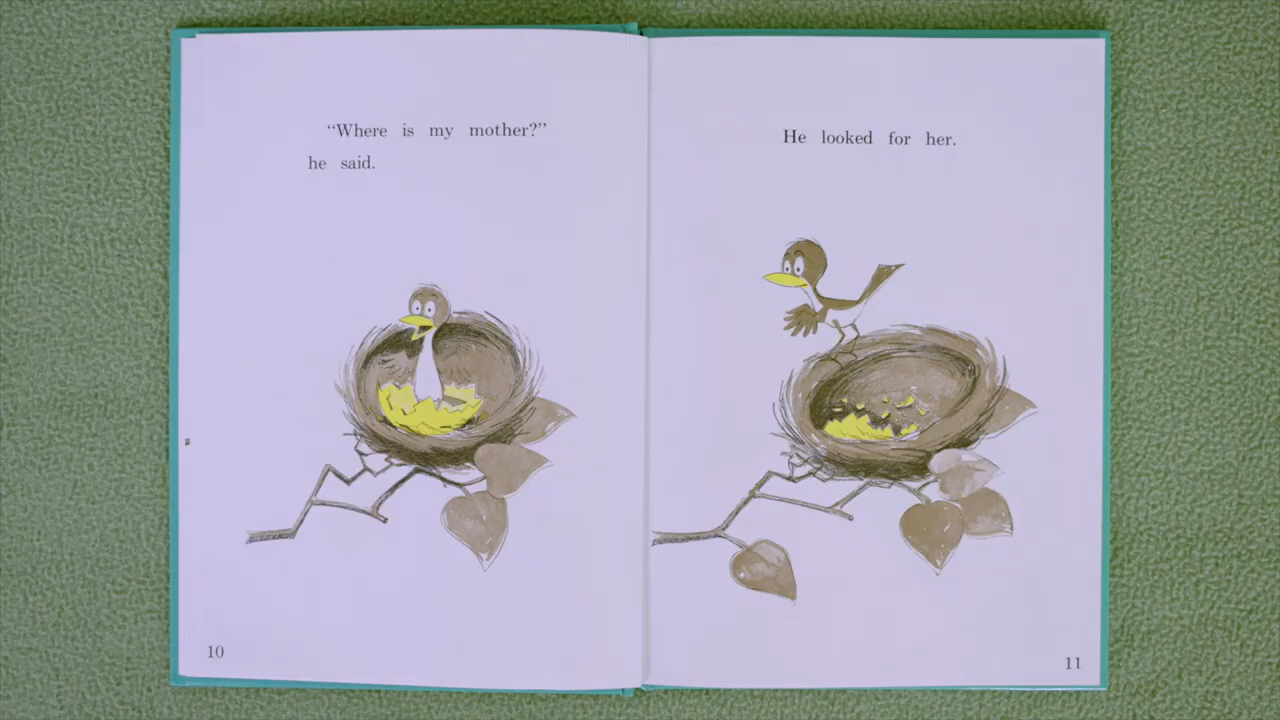 “Where is my mother?”
he said.
10
He looked for her.
11